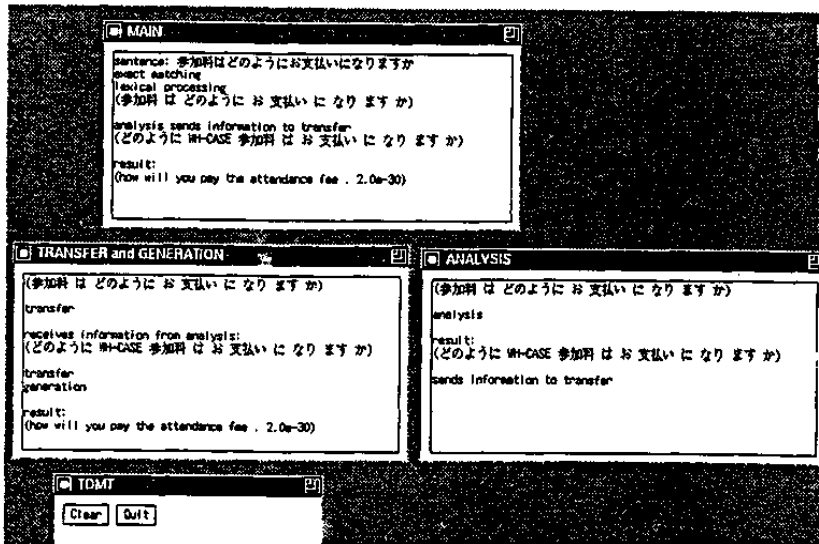 MAIN
sentence: 参加料はどのようにお支払いになりますか
exact matching
lexical processing
(参加料 は どのように お 支払い に なり ます か)
analysis sends information to transfer
(どのように WH-CASE 参加料 は お 支払い に なり ます か)
result:
(how will you pay the attendance fee . 2.0e-30)
TRANSFER and GENERATION
(参加料 は どのように お 支払い に なり ます か)
transfer
receives information from analysis:
(どのように WH-CASE 参加料 は お 支払い に なり ます か)
transfer
generation
result:
(how will you pay the attendance fee . 2.0e-30)
ANALYSIS
(参加料 は どのように お 支払い に なり ます か)
analysis
result:
(どのように WH-CASE 参加料 は お 支払い に なり ます か)
sends information to transfer
TDMT
Clear Quit